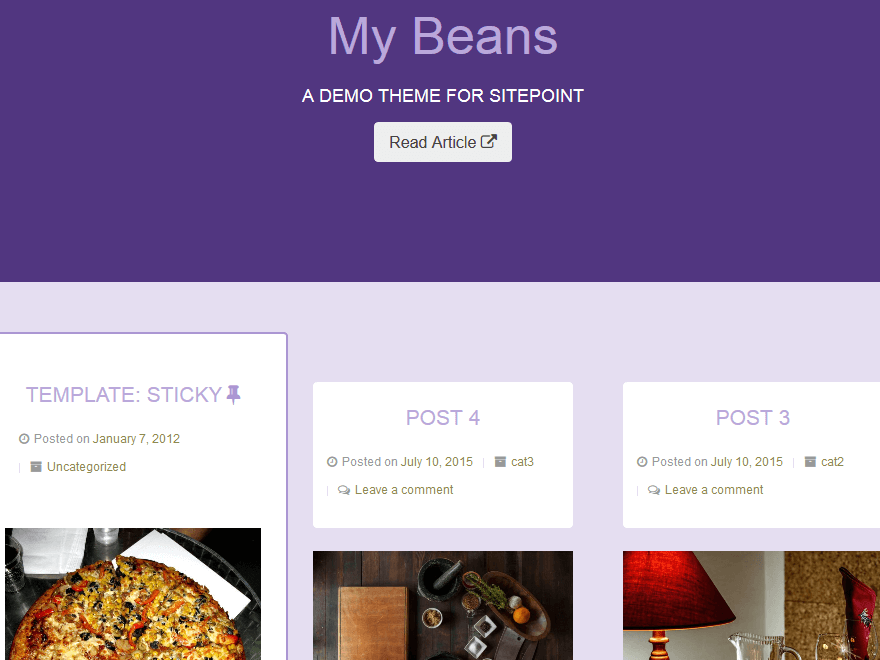 My Beans
A DEMO THEME FOR SITEPOINT
Read Article
TEMPLATE: STICKY
Posted on January 7, 2012
Uncategorized
POST 4
Posted on July 10, 2015 cat3
Leave a comment
POST 3
Posted on July 10, 2015 cat2
Leave a comment